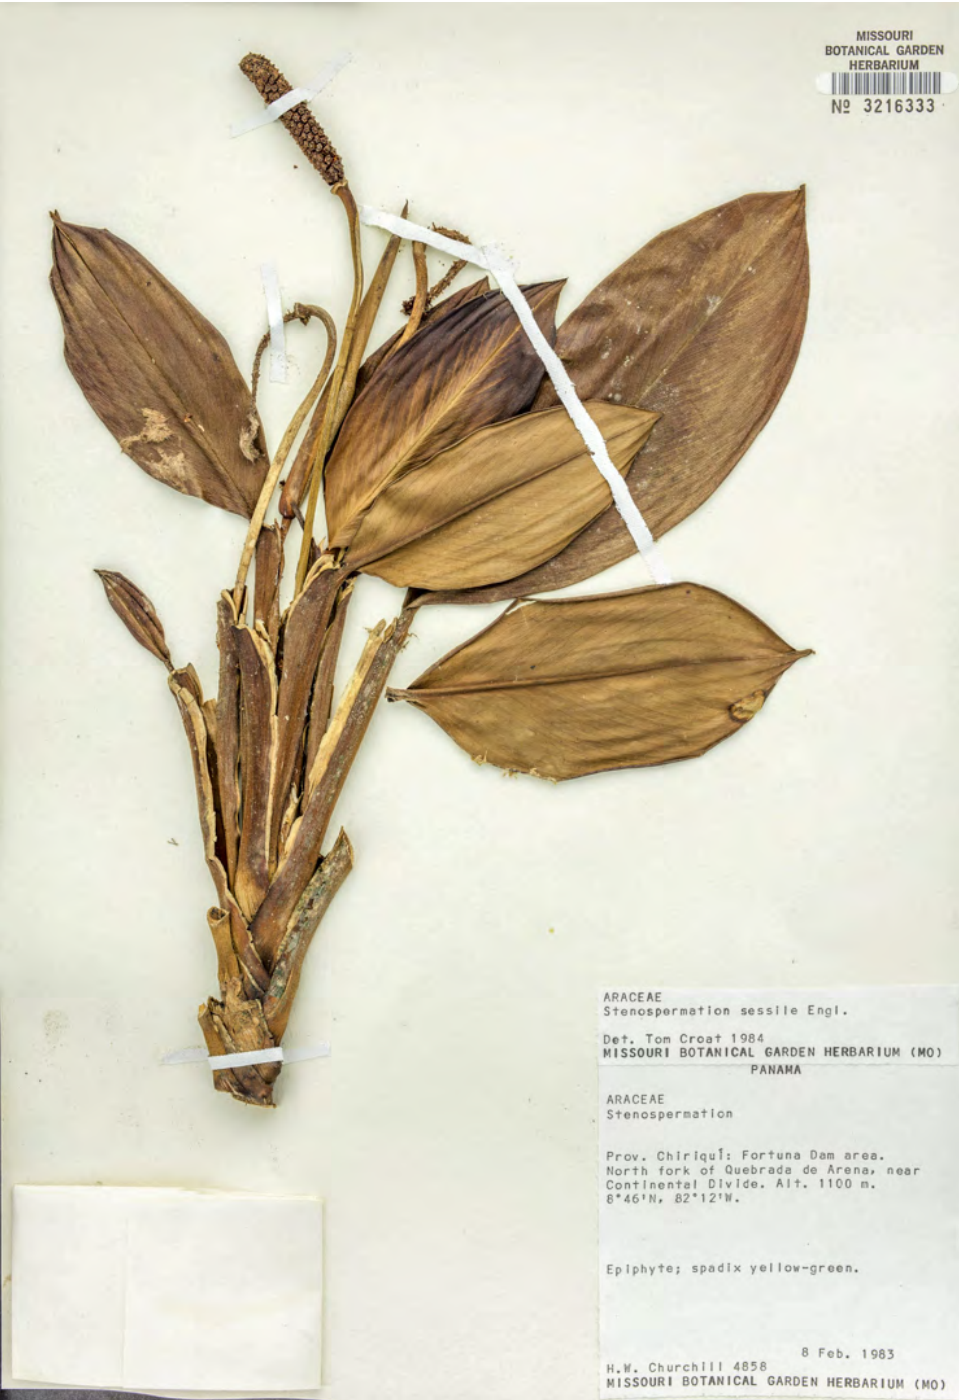 MISSOURI
BOTANICAL GARDEN
HERBARIUM
Nº 3216333
ARACEAE
Stenospermation sessile Engl.
Det. Tom Croat 1984
MISSOURI BOTANICAL GARDEN HERBARIUM (MO)
PANAMA
ARACEAE
Stenospermation
Prov. Chiriquí: Fortuna Dam area.
North fork of Quebrada de Arena, near
Continental Divide. Alt. 1100 m.
8°46'N, 82°12'W.
Epiphyte; spadix yellow-green.
8 Feb. 1983
H.W. Churchill 4858
MISSOURI BOTANICAL GARDEN HERBARIUM (MO)